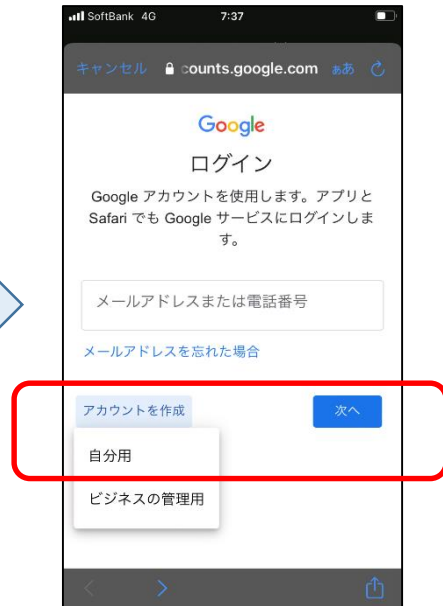 SoftBank 4G 7:37
キャンセル counts.google.com ぁあ
Google
ログイン
Google アカウントを使用します。アプリと
Safari でも Google サービスにログインしま
す。
メールアドレスまたは電話番号
メールアドレスを忘れた場合
アカウントを作成 次へ
自分用
ビジネスの管理用